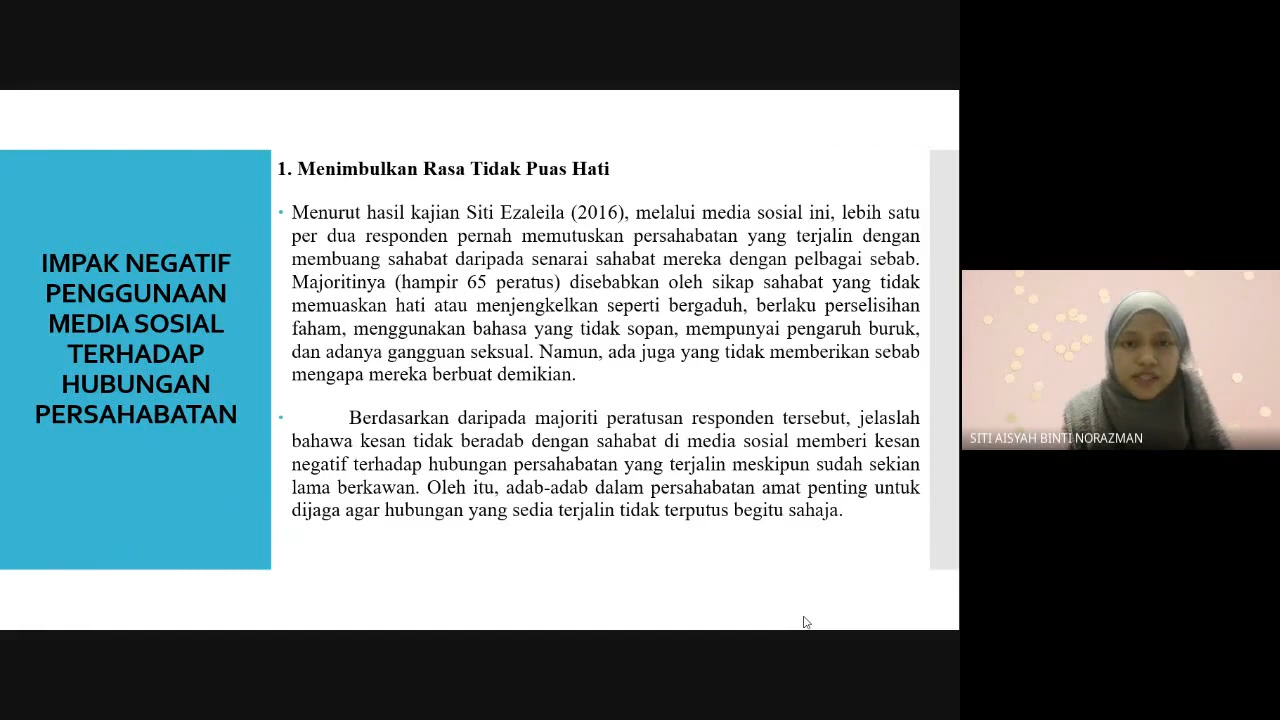 IMPAK NEGATIF
PENGGUNAAN
MEDIA SOSIAL
TERHADAP
HUBUNGAN
PERSAHABATAN
1. Menimbulkan Rasa Tidak Puas Hati
• Menurut hasil kajian Siti Ezaleila (2016), melalui media sosial ini, lebih satu
per dua responden pernah memutuskan persahabatan yang terjalin dengan
membuang sahabat daripada senarai sahabat mereka dengan pelbagai sebab.
Majoritinya (hampir 65 peratus) disebabkan oleh sikap sahabat yang tidak
memuaskan hati atau menjengkelkan seperti bergaduh, berlaku perselisihan
faham, menggunakan bahasa yang tidak sopan, mempunyai pengaruh buruk,
dan adanya gangguan seksual. Namun, ada juga yang tidak memberikan sebab
mengapa mereka berbuat demikian.
• Berdasarkan daripada majoriti peratusan responden tersebut, jelaslah
bahawa kesan tidak beradab dengan sahabat di media sosial memberi kesan
negatif terhadap hubungan persahabatan yang terjalin meskipun sudah sekian
lama berkawan. Oleh itu, adab-adab dalam persahabatan amat penting untuk
dijaga agar hubungan yang sedia terjalin tidak terputus begitu sahaja.
SITI AISYAH BINTI NORAZMAN